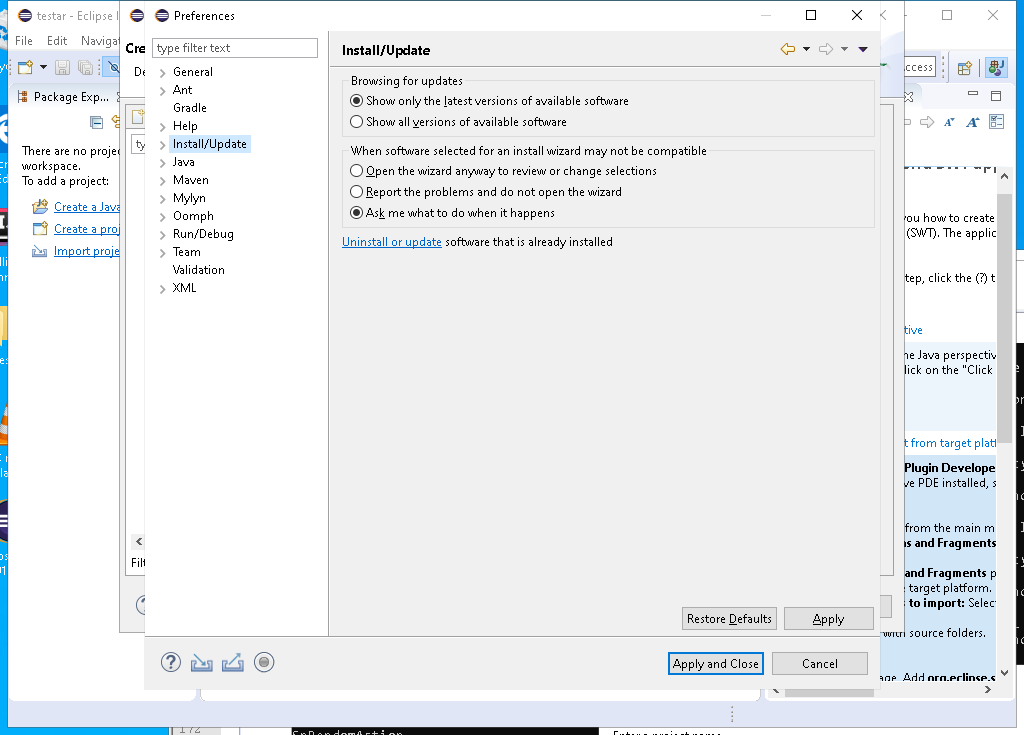 testar - Eclipse I
Preferences
File Edit Navigat
Package Exp...
There are no proje
workspace.
To add a project:
Create a Java
Create a proj
Import proje
Cre
De
ty
Filt
type filter text
General
Ant
Gradle
Help
Install/Update
Java
Maven
Mylyn
Oomph
Run/Debug
Team
Validation
XML
Install/Update
Browsing for updates
Show only the latest versions of available software
Show all versions of available software
When software selected for an install wizard may not be compatible
Open the wizard anyway to review or change selections
Report the problems and do not open the wizard
Ask me what to do when it happens
Uninstall or update software that is already installed
Restore Defaults Apply
Apply and Close Cancel
ccess
you how to create
(SWT). The applic
tep, click the (?) t
tive
he Java perspectiv
lick on the "Click
t from target platf
Plugin Develope
ve PDE installed, s
from the main m
ns and Fragments
and Fragments p
target platform.
s to import: Selec
with source folders.
age. Add org.eclipse.s
172
Enter a project name